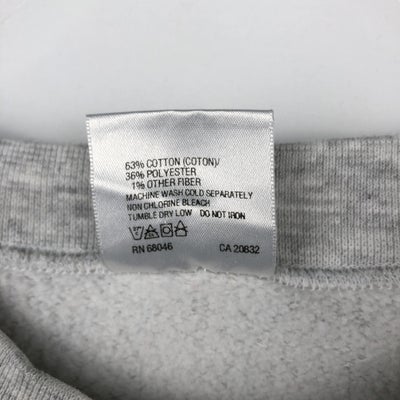 63% COTTON (COTON)/
36% POLYESTER
1% OTHER FIBER
MACHINE WASH COLD SEPARATELY
NON CHLORINE BLEACH
TUMBLE DRY LOW DO NOT IRON
RN 68046 CA 20832